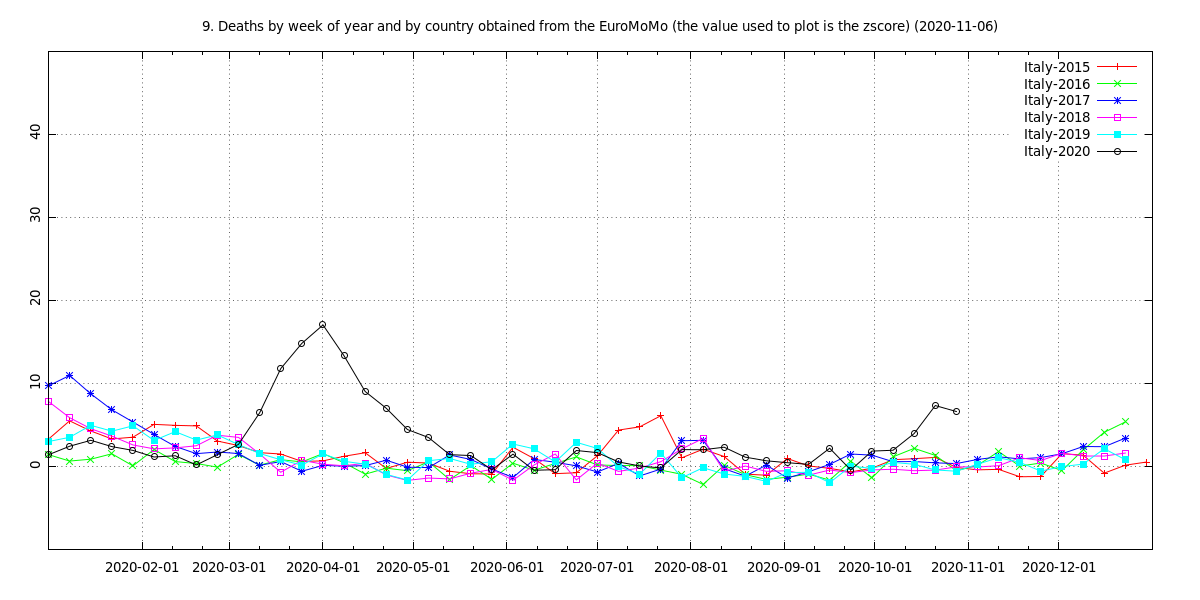 9. Deaths by week of year and by country obtained from the EuroMoMo (the value used to plot is the zscore) (2020-11-06)
Italy-2015
Italy-2016
Italy-2017
Italy-2018
Italy-2019
Italy-2020
40
30
20
10
0
2020-02-01 2020-03-01 2020-04-01 2020-05-01 2020-06-01 2020-07-01 2020-08-01 2020-09-01 2020-10-01 2020-11-01 2020-12-01